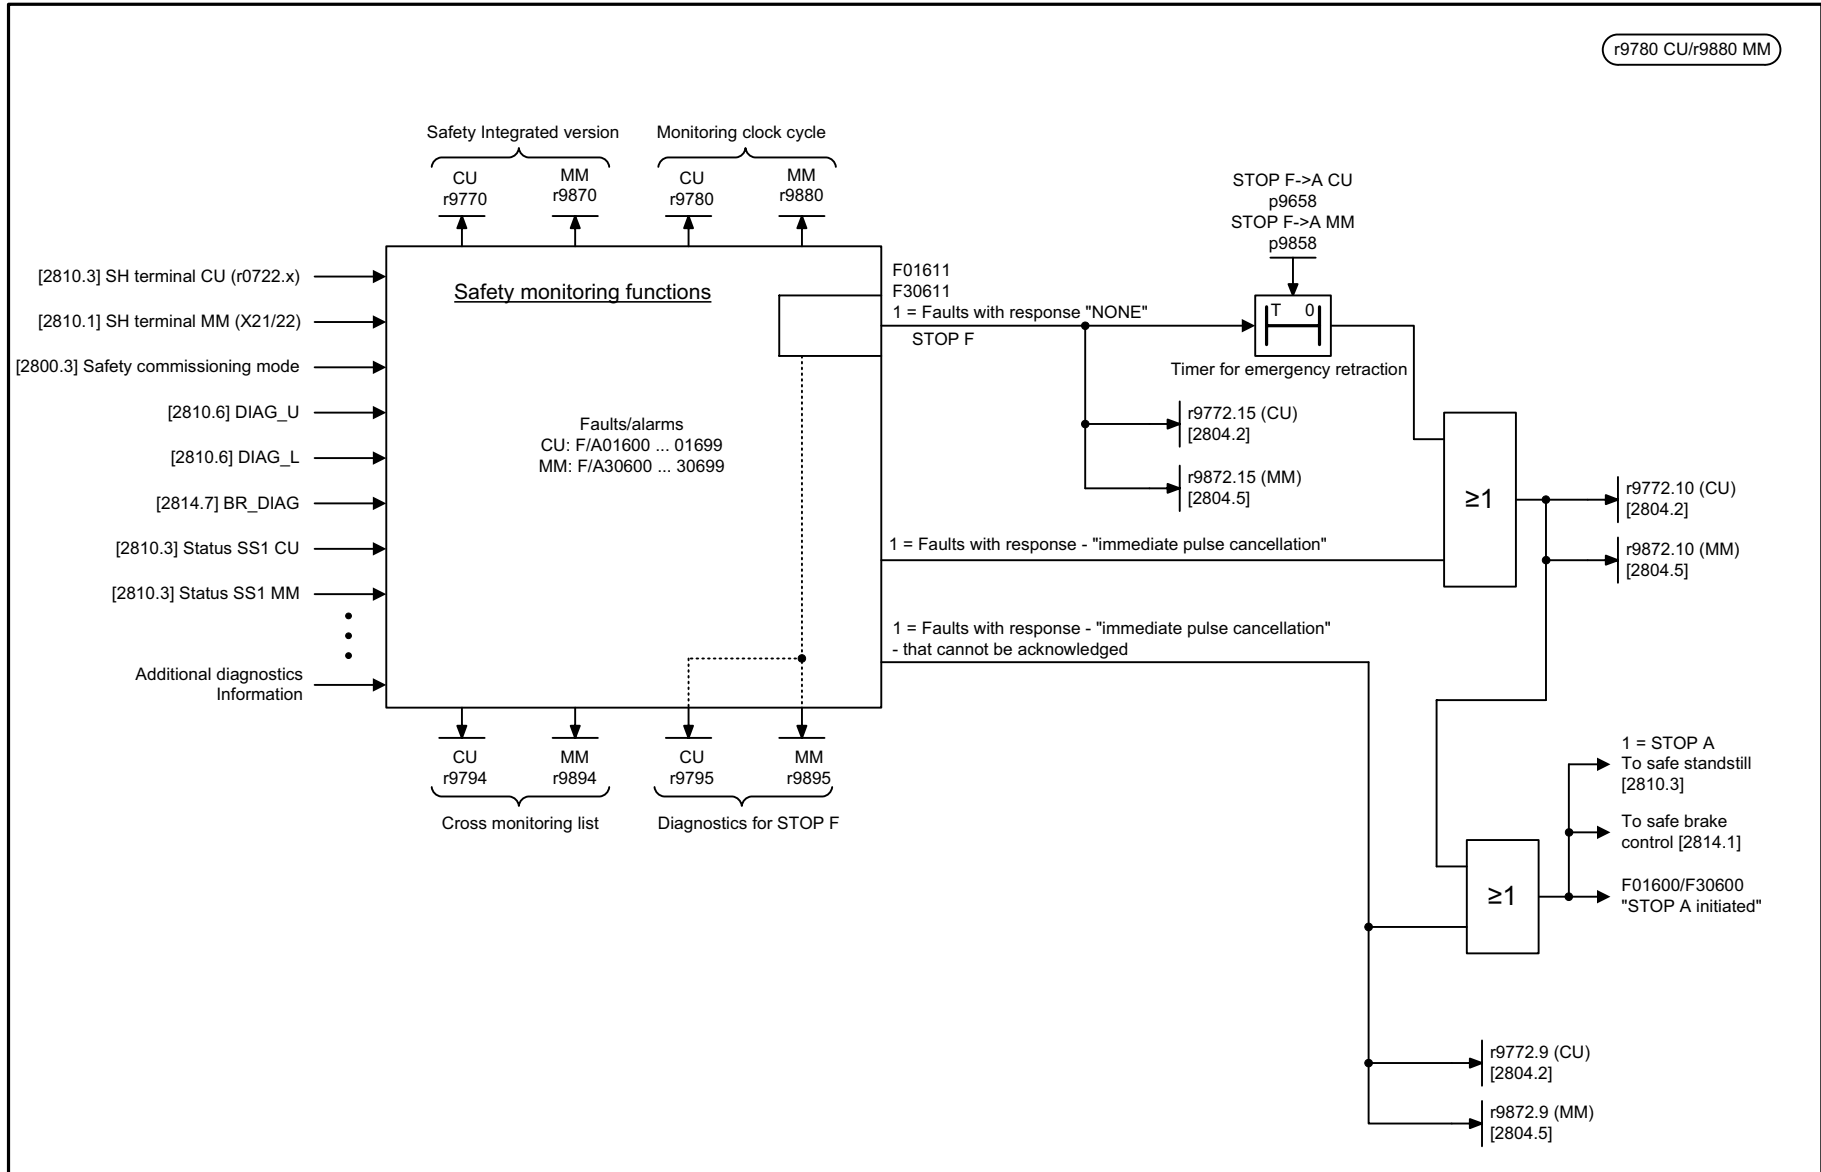 r9780 CU/r9880 MM
Safety Integrated version
Monitoring clock cycle
CU
r9770
MM
r9870
CU
r9780
MM
r9880
STOP F->A CU
p9658
STOP F->A MM
p9858
[2810.3] SH terminal CU (r0722.x)
[2810.1] SH terminal MM (X21/22)
[2800.3] Safety commissioning mode
[2810.6] DIAG_U
[2810.6] DIAG_L
[2814.7] BR_DIAG
[2810.3] Status SS1 CU
[2810.3] Status SS1 MM
Additional diagnostics
Information
Safety monitoring functions
Faults/alarms
CU: F/A01600 ... 01699
MM: F/A30600 ... 30699
F01611
F30611
1 = Faults with response "NONE"
STOP F
T 0
Timer for emergency retraction
r9772.15 (CU)
[2804.2]
r9872.15 (MM)
[2804.5]
≥1
r9772.10 (CU)
[2804.2]
r9872.10 (MM)
[2804.5]
1 = Faults with response - "immediate pulse cancellation"
1 = Faults with response - "immediate pulse cancellation"
- that cannot be acknowledged
CU
r9794
MM
r9894
CU
r9795
MM
r9895
Cross monitoring list
Diagnostics for STOP F
1 = STOP A
To safe standstill
[2810.3]
To safe brake
control [2814.1]
≥1
F01600/F30600
"STOP A initiated"
r9772.9 (CU)
[2804.2]
r9872.9 (MM)
[2804.5]